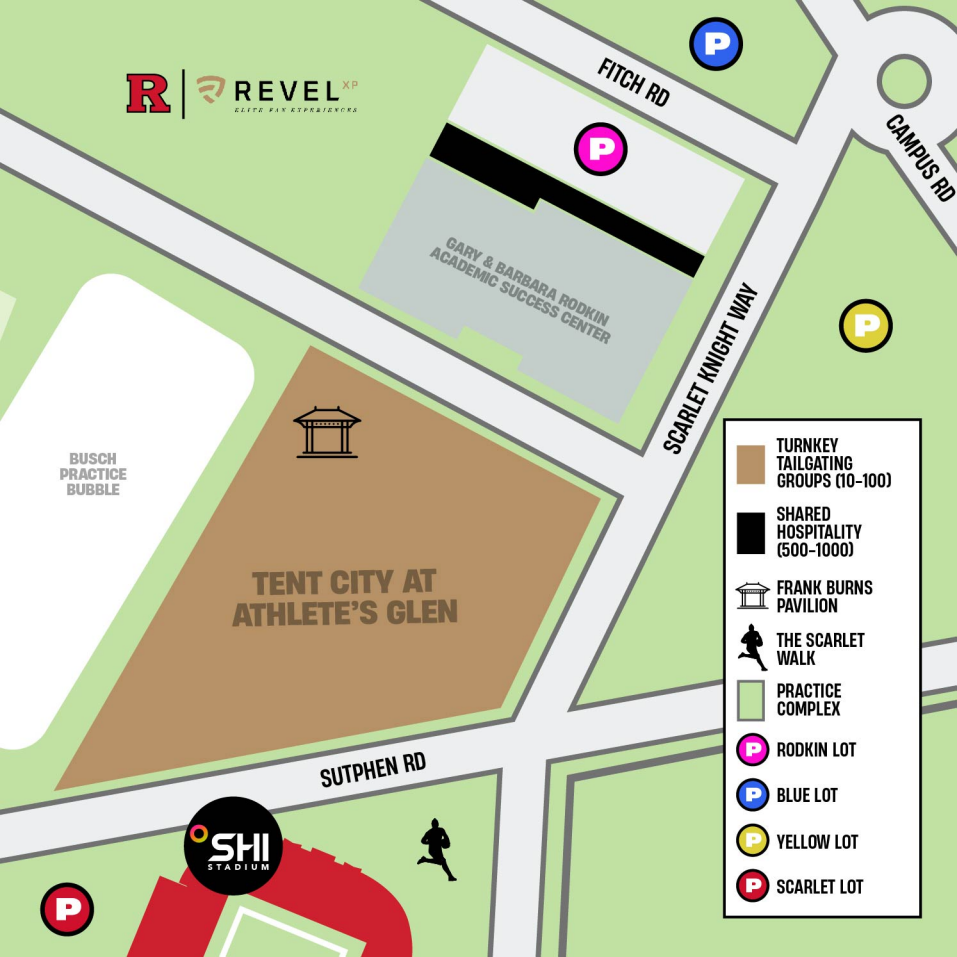 R
REVEL XP
ELITE FAN EXPERIENCES
P
FITCH RD
P
CAMPUS RD
GARY & BARBARA RODKIN
ACADEMIC SUCCESS CENTER
SCARLET KNIGHT WAY
P
BUSCH
PRACTICE
BUBBLE
TENT CITY AT
ATHLETE'S GLEN
SUTPHEN RD
SHI
STADIUM
P
TURNKEY
TAILGATING
GROUPS (10-100)
SHARED
HOSPITALITY
(500-1000)
FRANK BURNS
PAVILION
THE SCARLET
WALK
PRACTICE
COMPLEX
P RODKIN LOT
P BLUE LOT
P YELLOW LOT
P SCARLET LOT